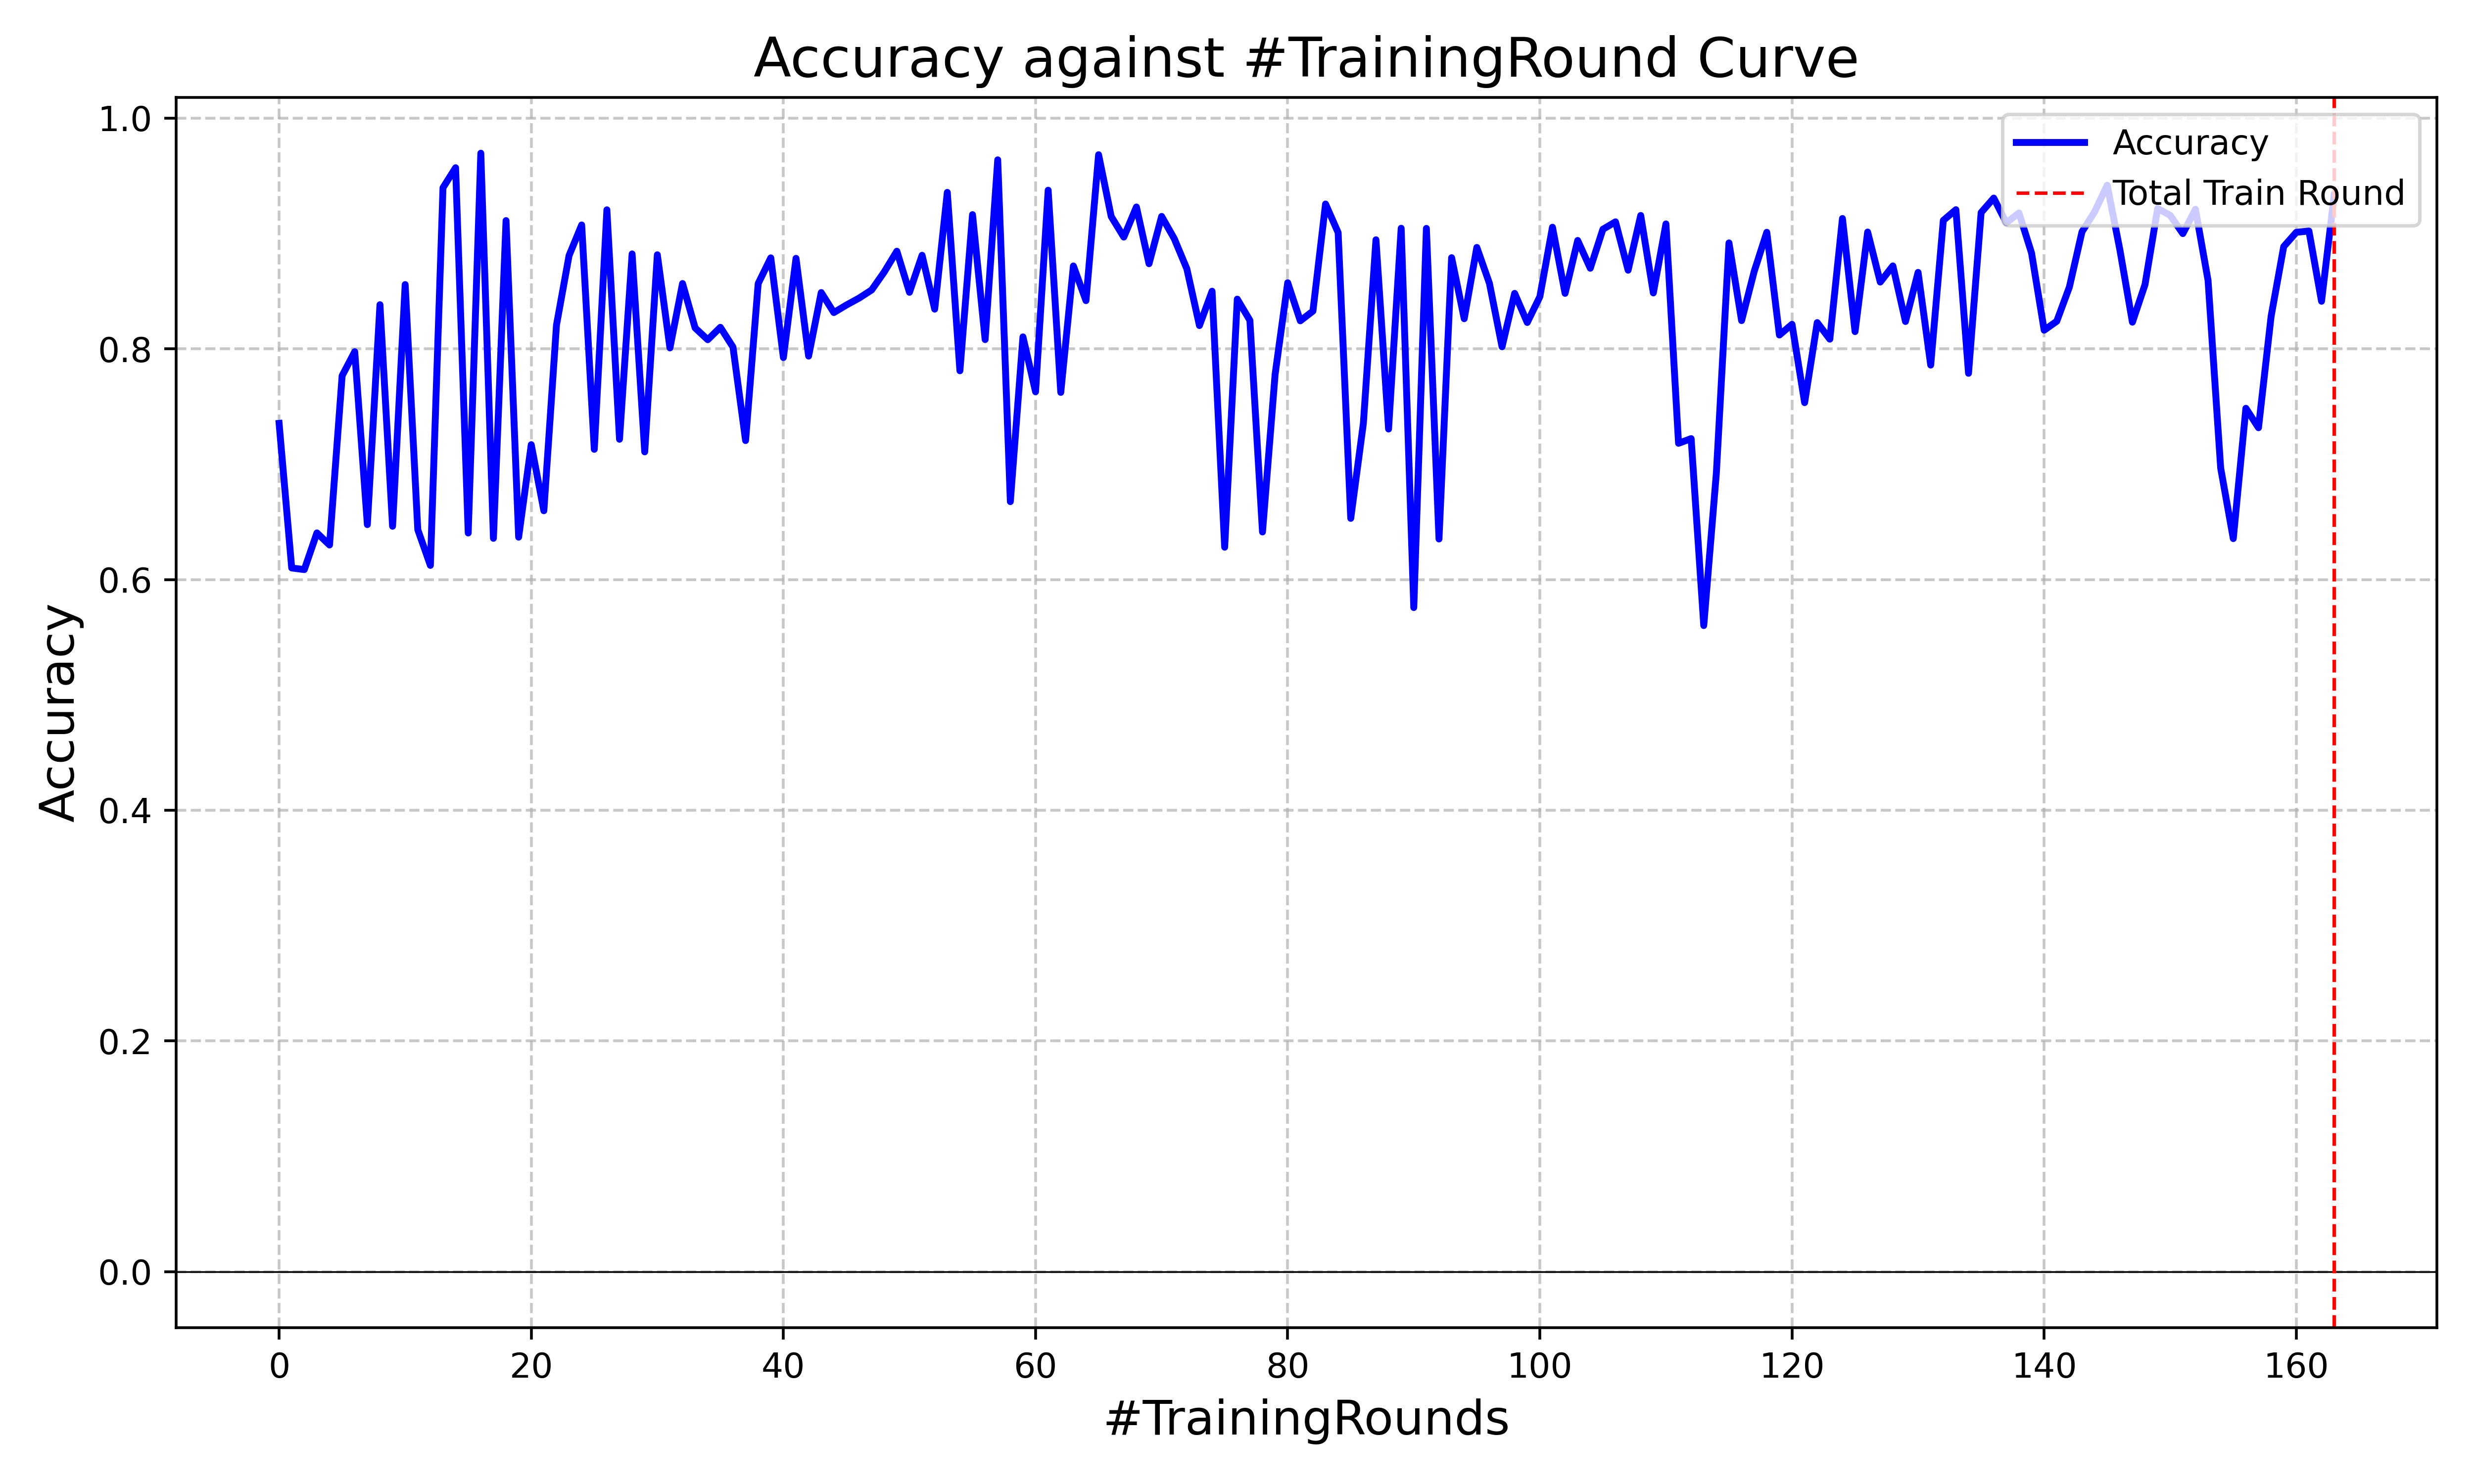 Accuracy against #TrainingRound Curve
1.0
0.8
0.6
0.4
0.2
0.0
Accuracy
Accuracy
Total Train Round
0 20 40 60 80 100 120 140 160
#TrainingRounds